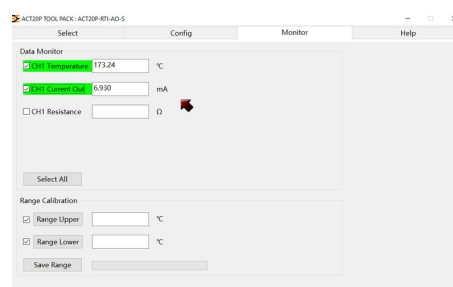 ACT20P TOOL PACK : ACT20P-RTI-AO-S
Select Config Monitor Help
Data Monitor
CH1 Temperature 173.24 ℃
CH1 Current Out 6.930 mA
CH1 Resistance Ω
Select All
Range Calibration
Range Upper ℃
Range Lower ℃
Save Range